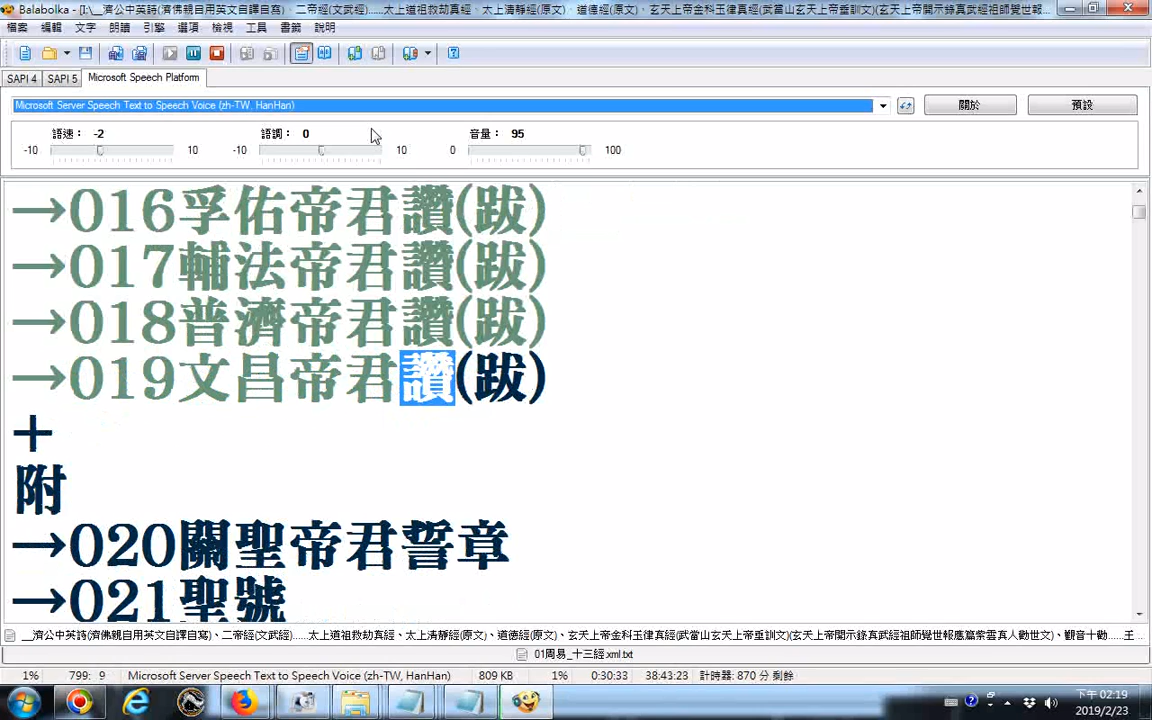 Balabolka - [I:\__濟公中英詩(濟佛親自用英文自譯自寫)、二帝經(文武經)......太上道祖救劫真經、太上清靜經(原文)、道德經(原文)、玄天上帝金科玉律真經(武當山玄天上帝垂訓文)(玄天上帝開示錄真武經祖師覺世報...
檔案 編輯 文字 朗讀 引擎 選項 檢視 工具 書籤 說明
SAPI 4 SAPI 5 Microsoft Speech Platform
Microsoft Server Speech Text to Speech Voice (zh-TW, HanHan) 關於 預設
語速： -2 語調： 0 音量： 95
-10 10 -10 10 0 100
→016孚佑帝君讚(跋)
→017輔法帝君讚(跋)
→018普濟帝君讚(跋)
→019文昌帝君讚(跋)
＋
附
→020關聖帝君誓章
→021聖號
__濟公中英詩(濟佛親自用英文自譯自寫)、二帝經(文武經)......太上道祖救劫真經、太上清靜經(原文)、道德經(原文)、玄天上帝金科玉律真經(武當山玄天上帝垂訓文)(玄天上帝開示錄真武經祖師覺世報應篇紫雲真人勸世文)、觀音十勸......王 ...
01周易_十三經.xml.txt
1% 799: 9 Microsoft Server Speech Text to Speech Voice (zh-TW, HanHan) 809 KB 1% 0:30:33 38:43:23 計時器: 870 分 剩餘
下午 02:19
2019/2/23